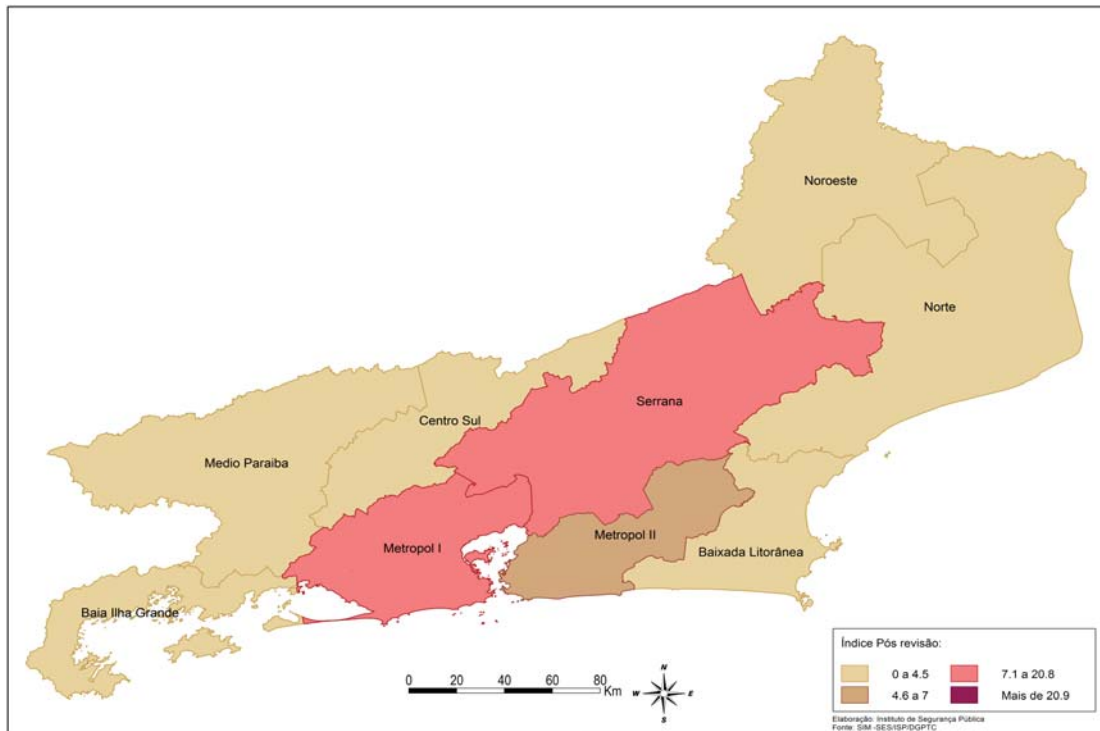 Noroeste
Norte
Serrana
Centro Sul
Medio Paraiba
Metropol I
Metropol II
Baixada Litorânea
Baia Ilha Grande
Índice Pós revisão:
0 a 4.5
7.1 a 20.8
4.6 a 7
Mais de 20.9
0 20 40 60 80 Km
N
W E
S
Elaboração: Instituto de Segurança Pública
Fonte: SIM -SES/ISP/DGPTC